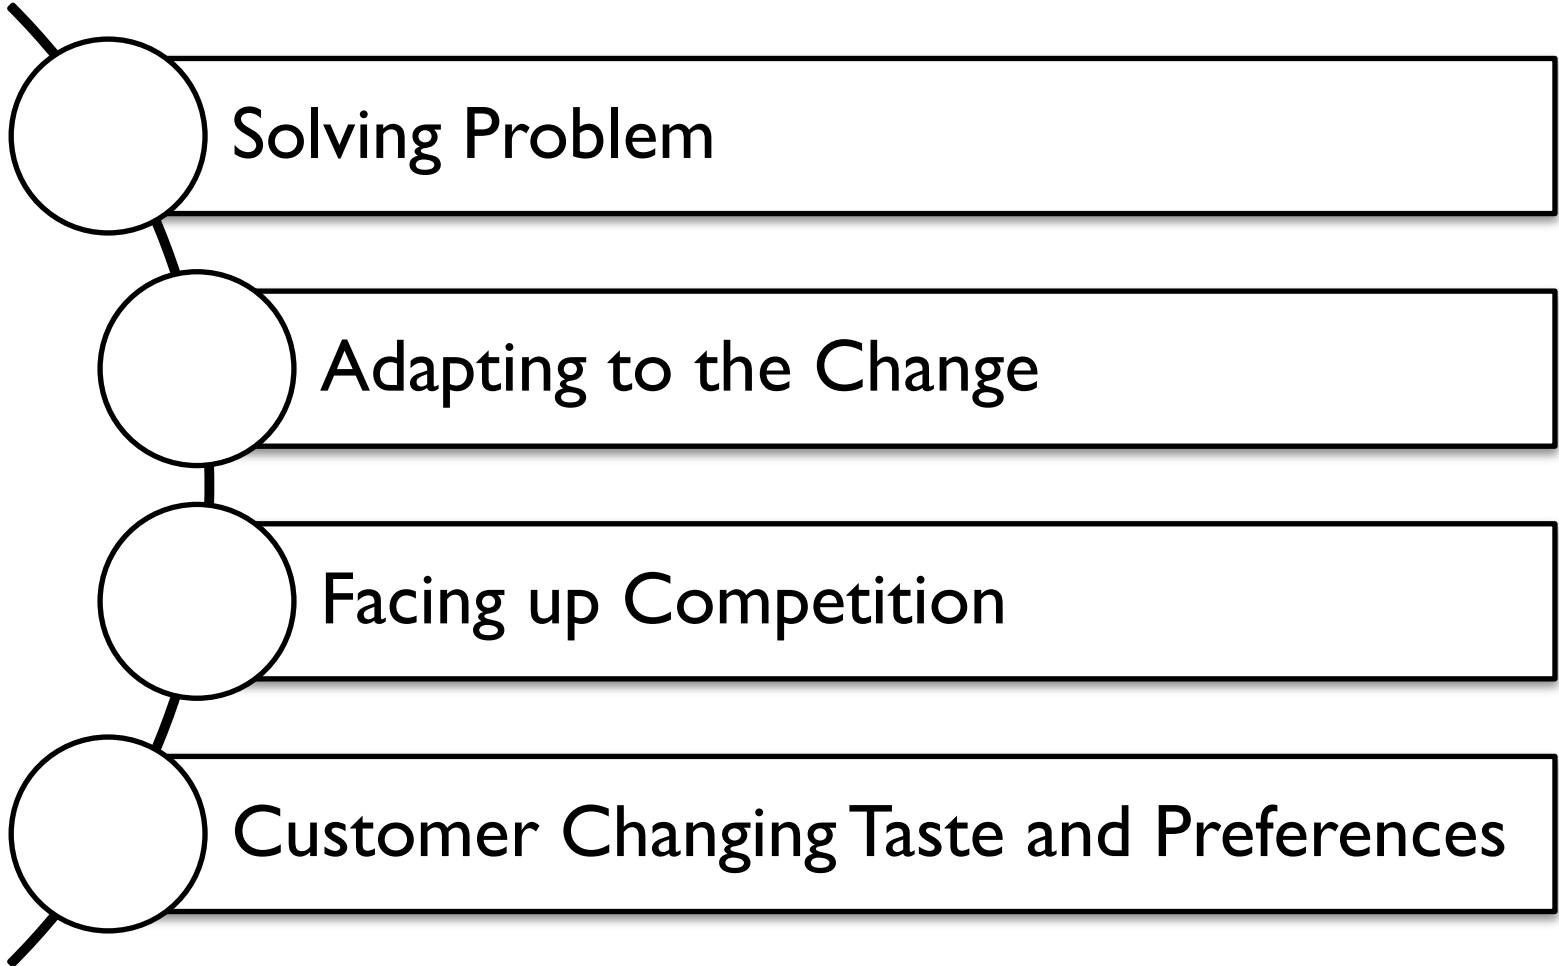 Solving Problem
Adapting to the Change
Facing up Competition
Customer Changing Taste and Preferences